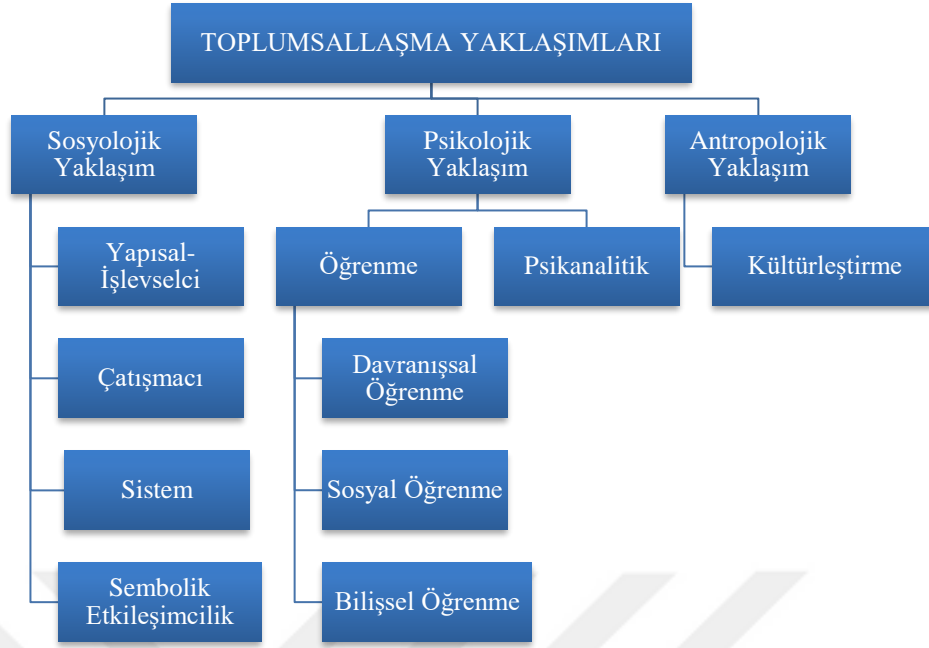 TOPLUMSALLAŞMA YAKLAŞIMLARI
Sosyolojik
Yaklaşım
Yapısal-
İşlevselci
Çatışmacı
Sistem
Sembolik
Etkileşimcilik
Psikolojik
Yaklaşım
Öğrenme
Davranışsal
Öğrenme
Sosyal Öğrenme
Bilişsel Öğrenme
Psikanalitik
Antropolojik
Yaklaşım
Kültürleştirme